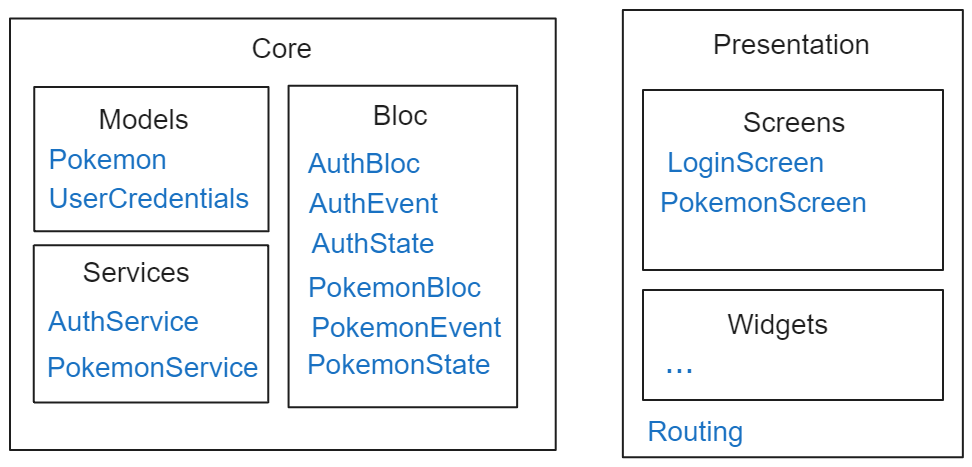 Core
Models
Pokemon
UserCredentials
Services
AuthService
PokemonService
Bloc
AuthBloc
AuthEvent
AuthState
PokemonBloc
PokemonEvent
PokemonState
Presentation
Screens
LoginScreen
PokemonScreen
Widgets
...
Routing